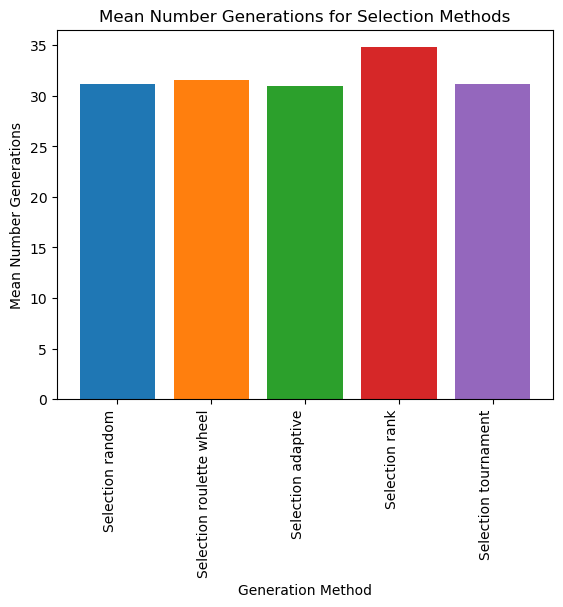 Mean Number Generations for Selection Methods
Mean Number Generations
35
30
25
20
15
10
5
0
Selection random
Selection roulette wheel
Selection adaptive
Selection rank
Selection tournament
Generation Method